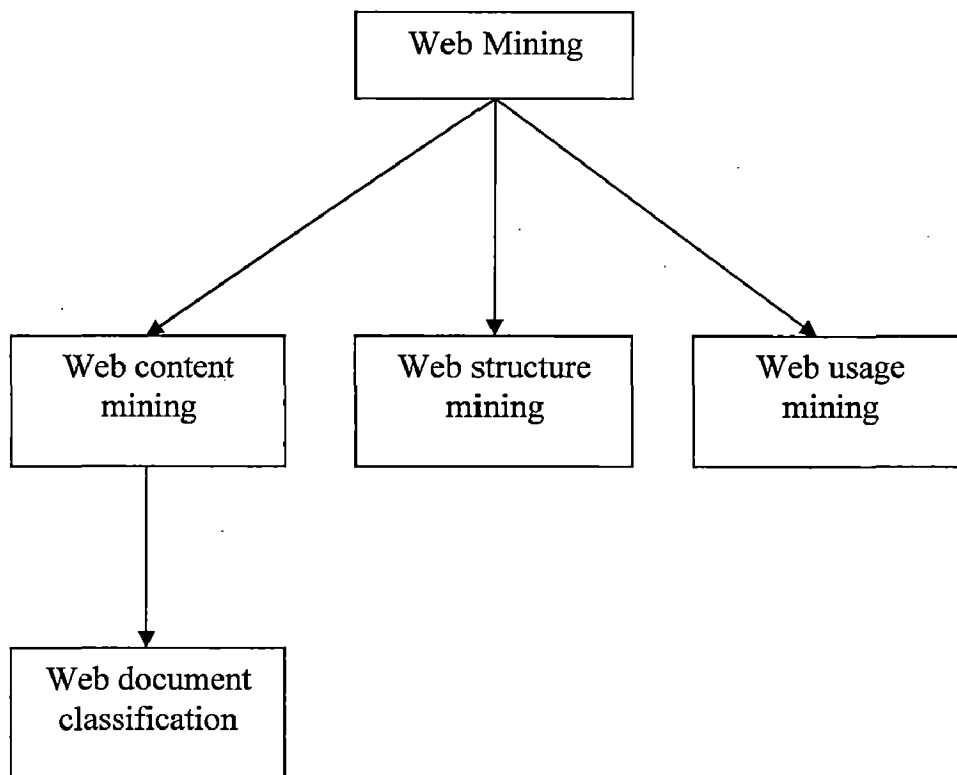 Web Mining
Web content
mining
Web structure
mining
Web usage
mining
Web document
classification